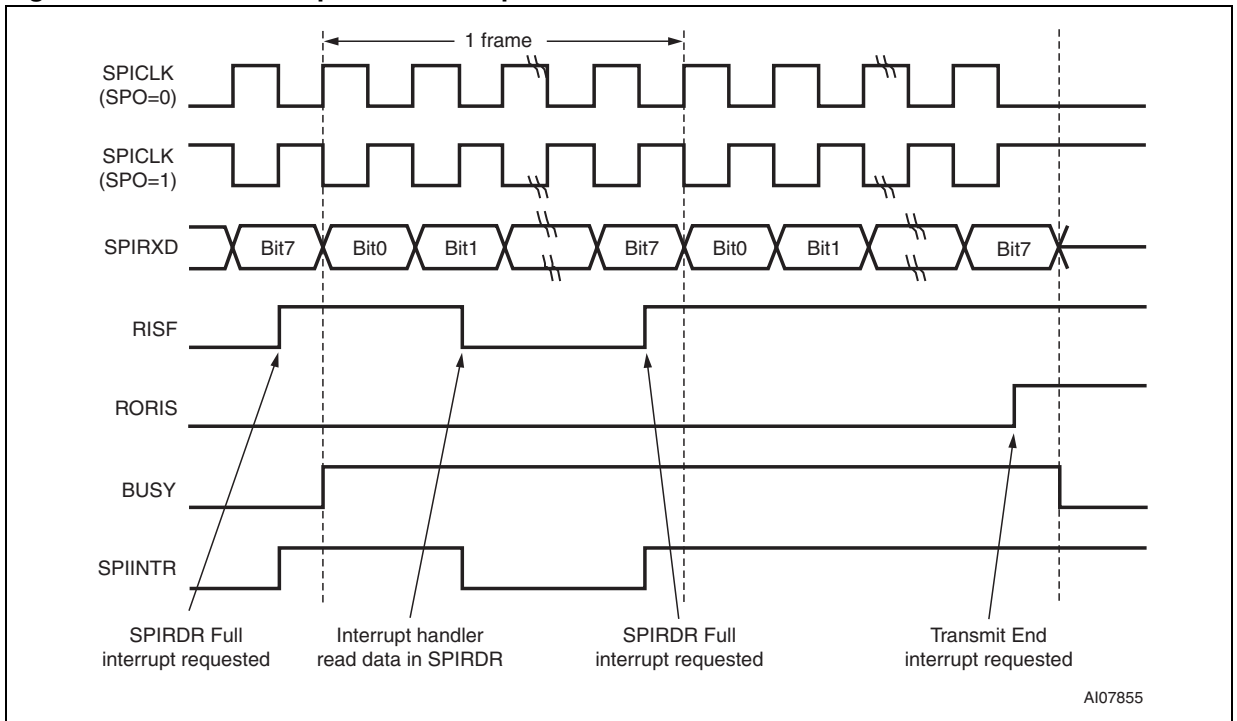 1 frame
SPICLK
(SPO=0)
SPICLK
(SPO=1)
SPIRXD
Bit7
Bit0
Bit1
Bit7
Bit0
Bit1
Bit7
RISF
RORIS
BUSY
SPIINTR
SPIRDR Full
interrupt requested
Interrupt handler
read data in SPIRDR
SPIRDR Full
interrupt requested
Transmit End
interrupt requested
AI07855